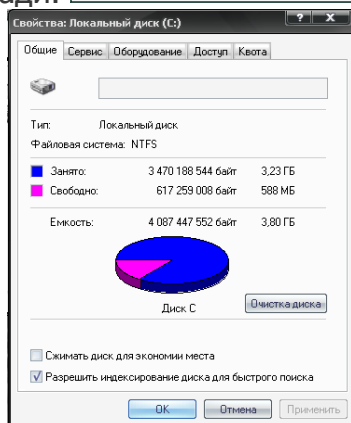 Свойства: Локальный диск (C:)
? X
Общие Сервис Оборудование Доступ Квота
Тип: Локальный диск
Файловая система: NTFS
Занято: 3 470 188 544 байт 3,23 ГБ
Свободно: 617 259 008 байт 588 МБ
Емкость: 4 087 447 552 байт 3,80 ГБ
Диск C
Очистка диска
Сжимать диск для экономии места
Разрешить индексирование диска для быстрого поиска
ОК Отмена Применить